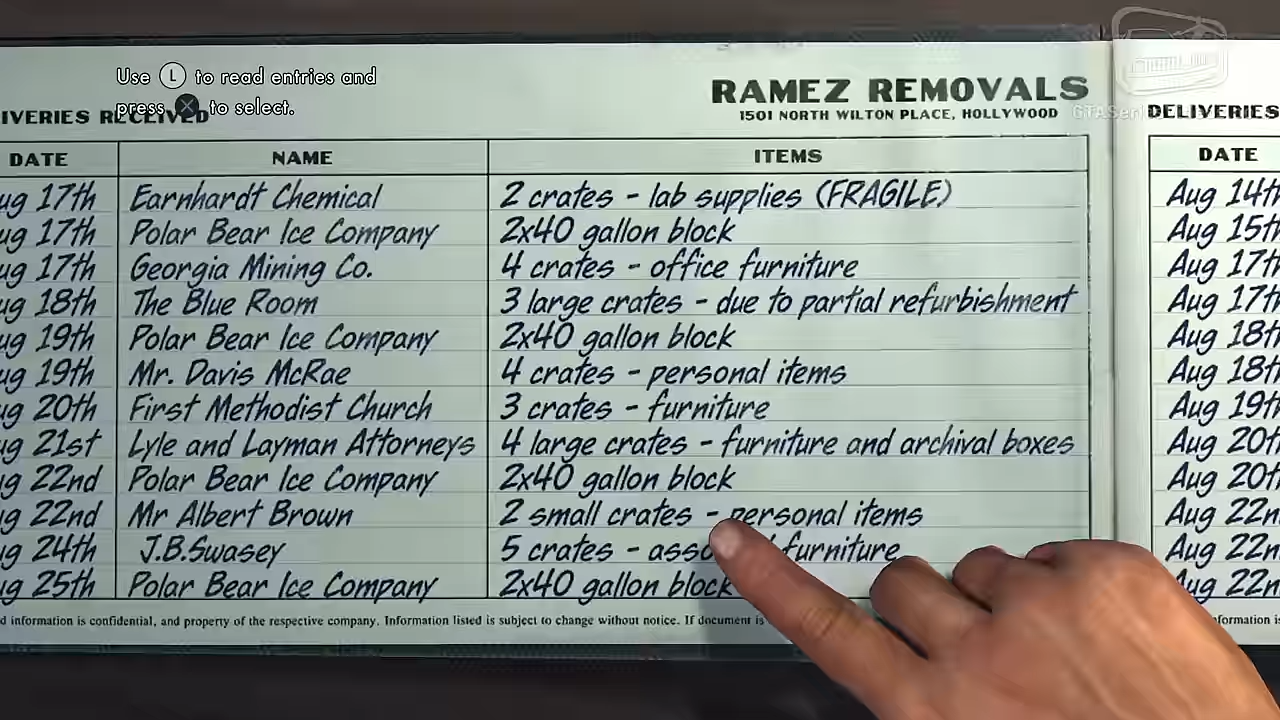 Use L to read entries and
press X to select.
RAMEZ REMOVALS
1501 NORTH WILTON PLACE, HOLLYWOOD
IVERIES RECEIVED
DATE NAME ITEMS
ug 17th Earnhardt Chemical 2 crates - lab supplies (FRAGILE)
ug 17th Polar Bear Ice Company 2x40 gallon block
ug 17th Georgia Mining Co. 4 crates - office furniture
ug 18th The Blue Room 3 large crates - due to partial refurbishment
ug 19th Polar Bear Ice Company 2x40 gallon block
ug 19th Mr. Davis McRae 4 crates - personal items
ug 20th First Methodist Church 3 crates - furniture
ug 21st Lyle and Layman Attorneys 4 large crates - furniture and archival boxes
ug 22nd Polar Bear Ice Company 2x40 gallon block
ug 22nd Mr Albert Brown 2 small crates - personal items
ug 24th J.B.Swasey 5 crates - furniture
ug 25th Polar Bear Ice Company 2x40 gallon block
d information is confidential, and property of the respective company. Information listed is subject to change without notice. If document is
DELIVERIES
DATE
Aug 14th
Aug 15th
Aug 17th
Aug 17th
Aug 18th
Aug 18th
Aug 19th
Aug 20th
Aug 20th
Aug 22n
Aug 22n
Aug 22n
formation is